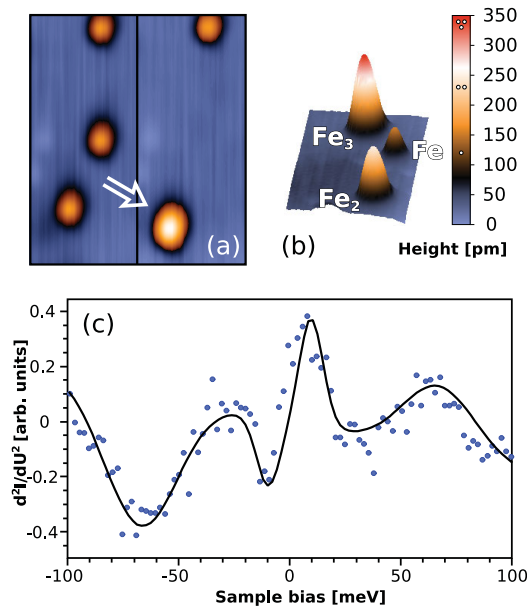 (a)
Fe₃
Fe
Fe₂
(b)
350
300
250
200
150
100
50
0
Height [pm]
(c)
d²I/dU² [arb. units]
0.4
0.2
0
-0.2
-0.4
-100
-50
0
50
100
Sample bias [meV]